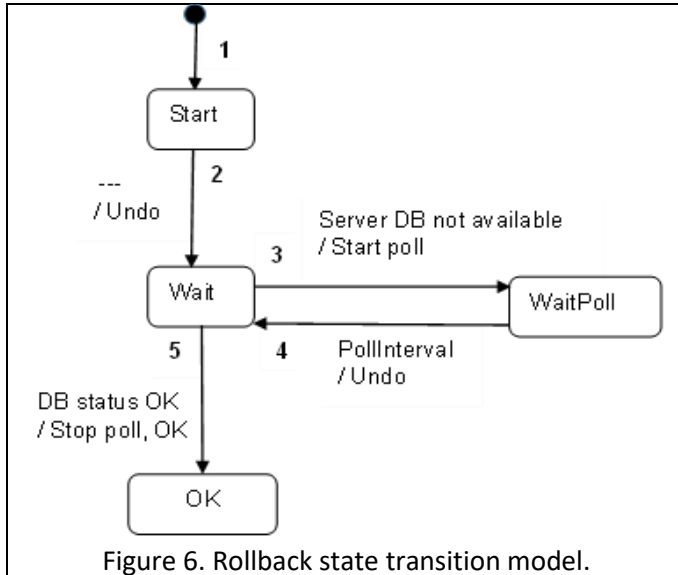 1
Start
2
---
/ Undo
Server DB not available
/ Start poll
3
Wait
WaitPoll
5
4
PollInterval
/ Undo
DB status OK
/ Stop poll, OK
OK
Figure 6. Rollback state transition model.